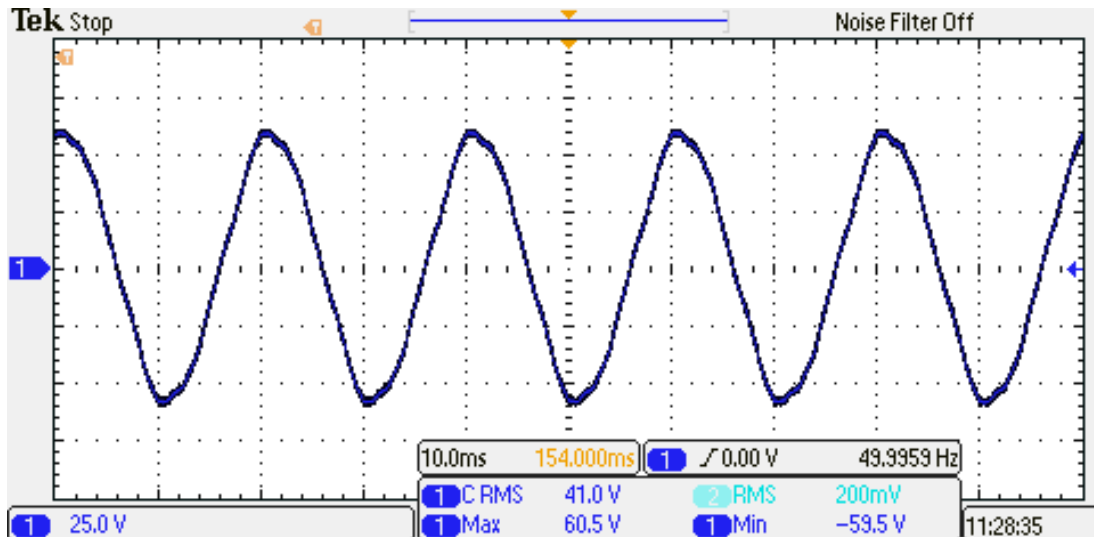 Tek Stop Noise Filter Off
T
T
1
10.0ms 154.000ms 1 0.00 V 49.9959 Hz
1 C RMS 41.0 V 2 RMS 200mV
1 25.0 V 1 Max 60.5 V 1 Min -59.5 V 11:28:35